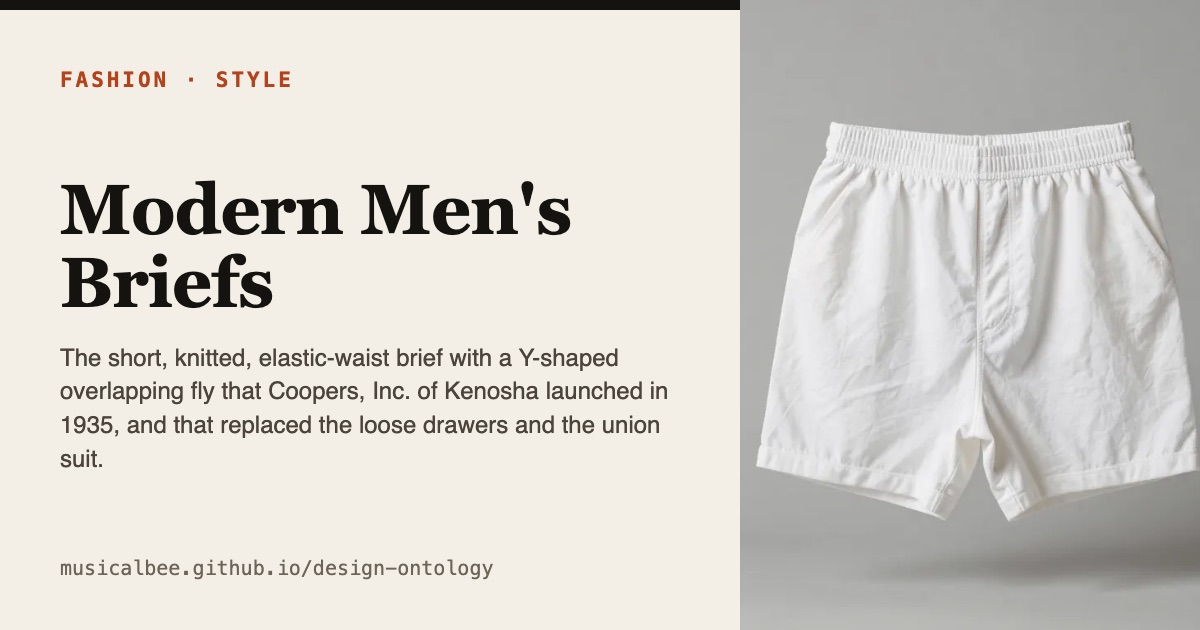 FASHION · STYLE
Modern Men's
Briefs
The short, knitted, elastic-waist brief with a Y-shaped
overlapping fly that Coopers, Inc. of Kenosha launched in
1935, and that replaced the loose drawers and the union
suit.
musicalbee.github.io/design-ontology